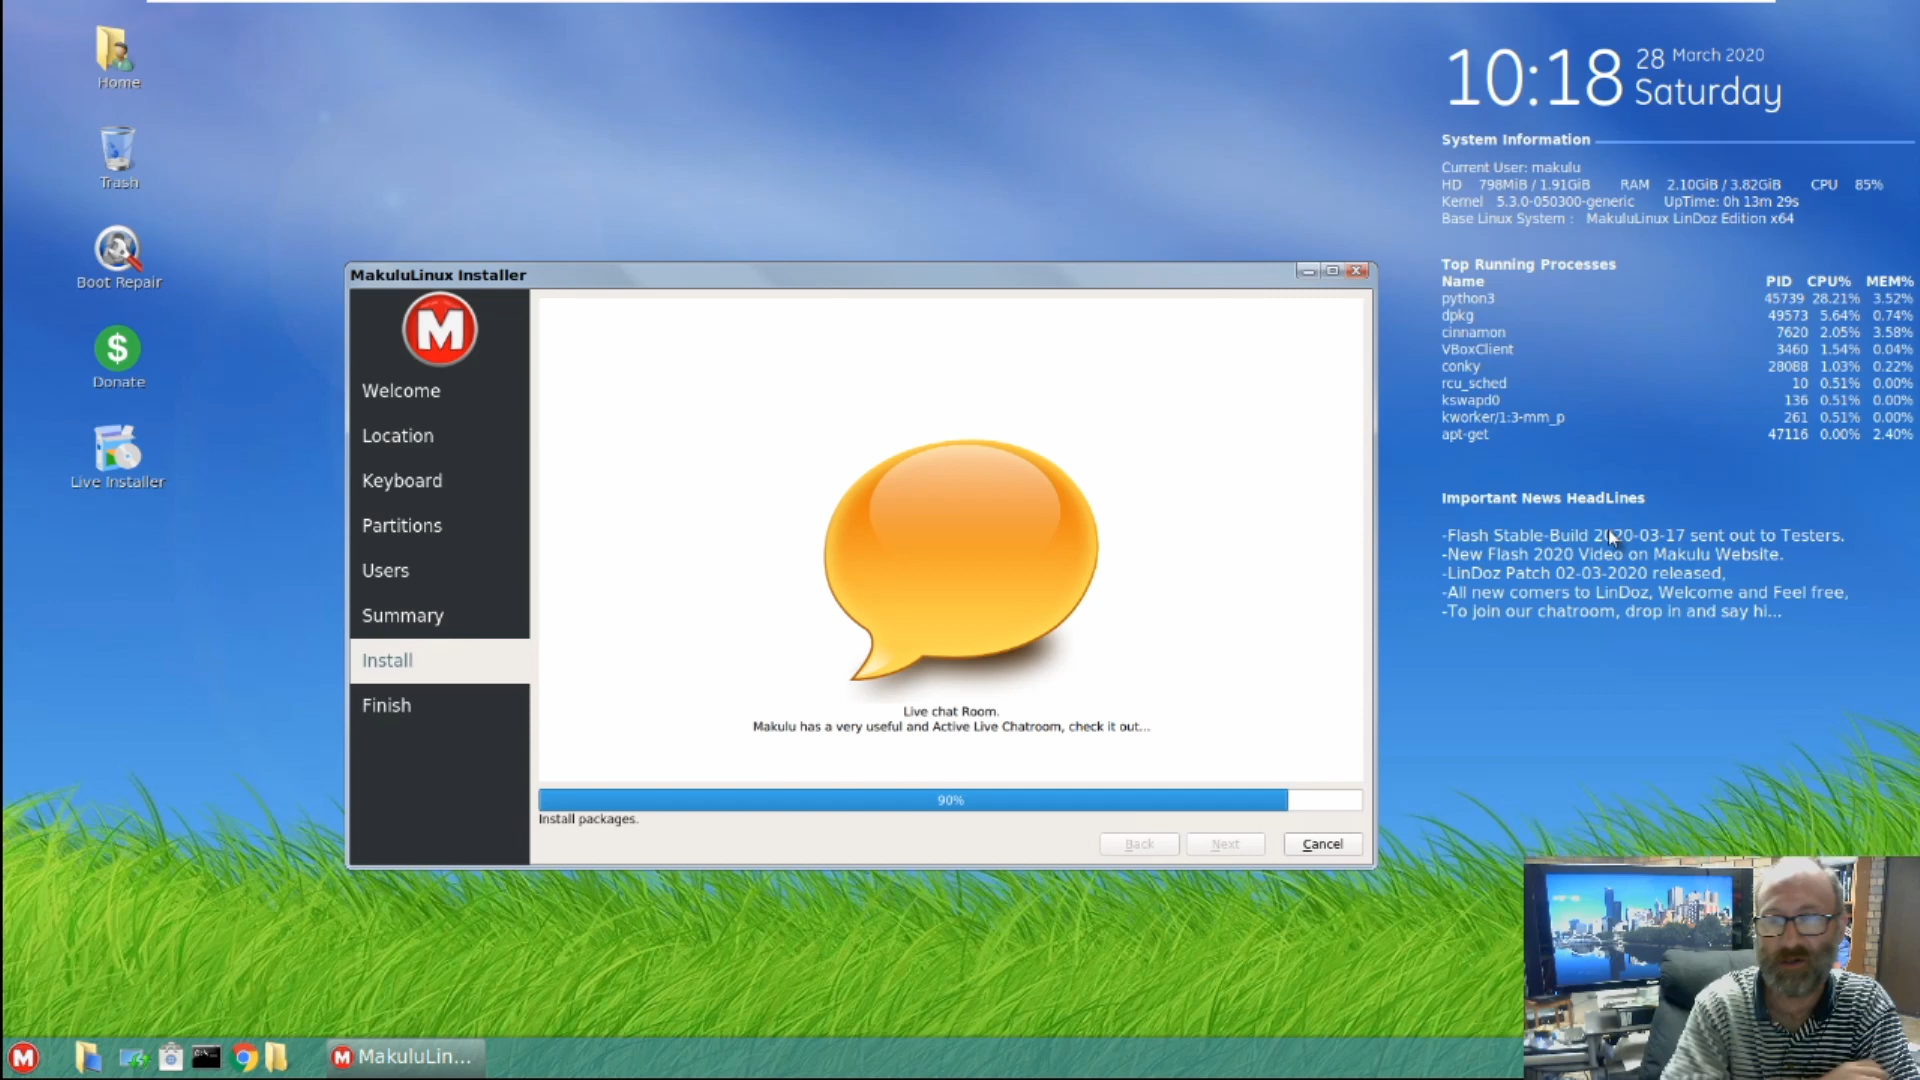 Home
Trash
Boot Repair
Donate
Live Installer
10:18 28 March 2020
Saturday
System Information
Current User: makulu
HD 798MiB / 1.91GiB RAM 2.10GiB / 3.82GiB CPU 85%
Kernel 5.3.0-050300-generic UpTime: 0h 13m 29s
Base Linux System : MakuluLinux LinDoz Edition x64
Top Running Processes
Name PID CPU% MEM%
python3 45739 28.21% 3.52%
dpkg 49573 5.64% 0.74%
cinnamon 7620 2.05% 3.58%
VBoxClient 3460 1.54% 0.04%
conky 28088 1.03% 0.22%
rcu_sched 10 0.51% 0.00%
kswapd0 136 0.51% 0.00%
kworker/1:3-mm_p 261 0.51% 0.00%
apt-get 47116 0.00% 2.40%
Important News HeadLines
-Flash Stable-Build 2020-03-17 sent out to Testers.
-New Flash 2020 Video on Makulu Website.
-LinDoz Patch 02-03-2020 released,
-All new comers to LinDoz, Welcome and Feel free,
-To join our chatroom, drop in and say hi...
MakuluLinux Installer
M
Welcome
Location
Keyboard
Partitions
Users
Summary
Install
Finish
Live chat Room.
Makulu has a very useful and Active Live Chatroom, check it out...
90%
Install packages.
Back
Next
Cancel
M
M MakuluLin...